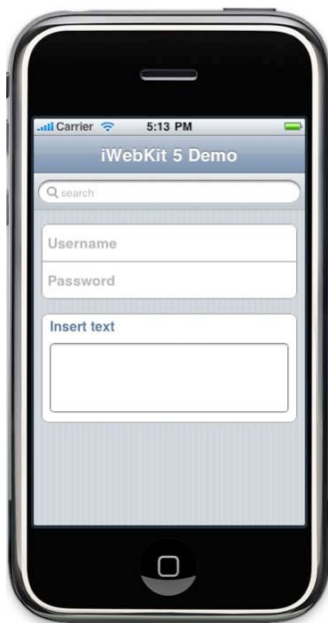 Carrier 5:13 PM
iWebKit 5 Demo
search
Username
Password
Insert text